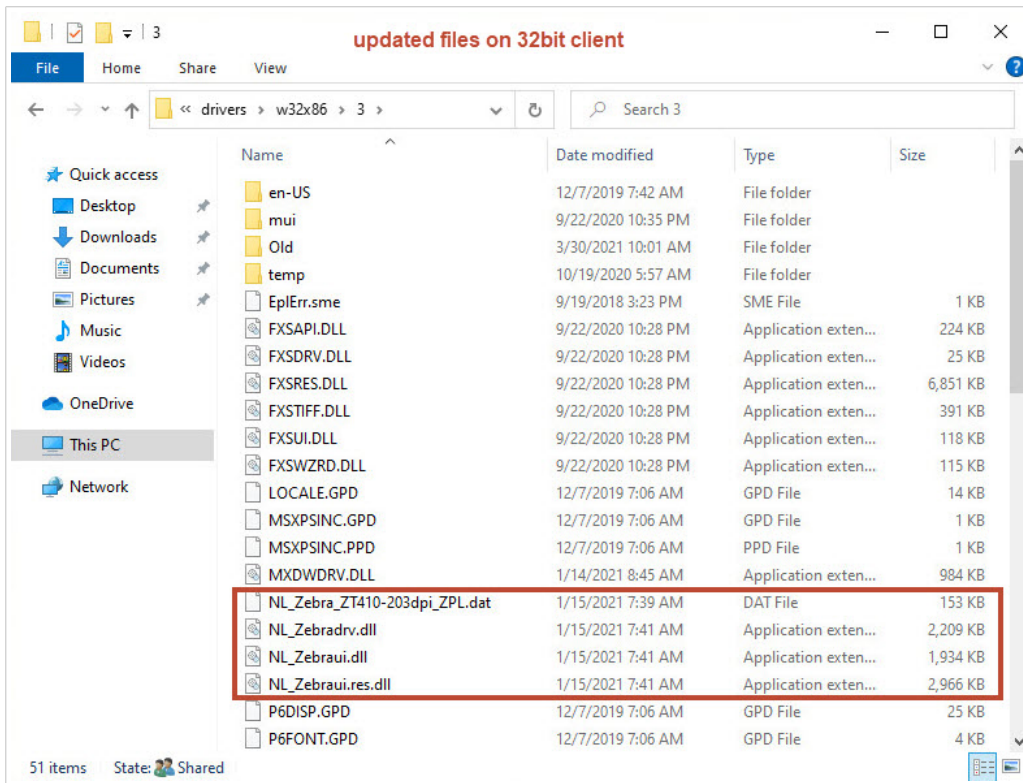 3
updated files on 32bit client
File Home Share View
« drivers > w32x86 > 3 > Search 3
Name Date modified Type Size
Quick access
Desktop
Downloads
Documents
Pictures
Music
Videos
OneDrive
This PC
Network
en-US 12/7/2019 7:42 AM File folder
mui 9/22/2020 10:35 PM File folder
Old 3/30/2021 10:01 AM File folder
temp 10/19/2020 5:57 AM File folder
EplErr.sme 9/19/2018 3:23 PM SME File 1 KB
FXSAPI.DLL 9/22/2020 10:28 PM Application exten... 224 KB
FXSDRV.DLL 9/22/2020 10:28 PM Application exten... 25 KB
FXSRES.DLL 9/22/2020 10:28 PM Application exten... 6,851 KB
FXSTIFF.DLL 9/22/2020 10:28 PM Application exten... 391 KB
FXSUI.DLL 9/22/2020 10:28 PM Application exten... 118 KB
FXSWZRD.DLL 9/22/2020 10:28 PM Application exten... 115 KB
LOCALE.GPD 12/7/2019 7:06 AM GPD File 14 KB
MSXPSINC.GPD 12/7/2019 7:06 AM GPD File 1 KB
MSXPSINC.PPD 12/7/2019 7:06 AM PPD File 1 KB
MXDWDRV.DLL 1/14/2021 8:45 AM Application exten... 984 KB
NL_Zebra_ZT410-203dpi_ZPL.dat 1/15/2021 7:39 AM DAT File 153 KB
NL_Zebradrv.dll 1/15/2021 7:41 AM Application exten... 2,209 KB
NL_Zebraui.dll 1/15/2021 7:41 AM Application exten... 1,934 KB
NL_Zebraui.res.dll 1/15/2021 7:41 AM Application exten... 2,966 KB
P6DISP.GPD 12/7/2019 7:06 AM GPD File 25 KB
P6FONT.GPD 12/7/2019 7:06 AM GPD File 4 KB
51 items State: Shared